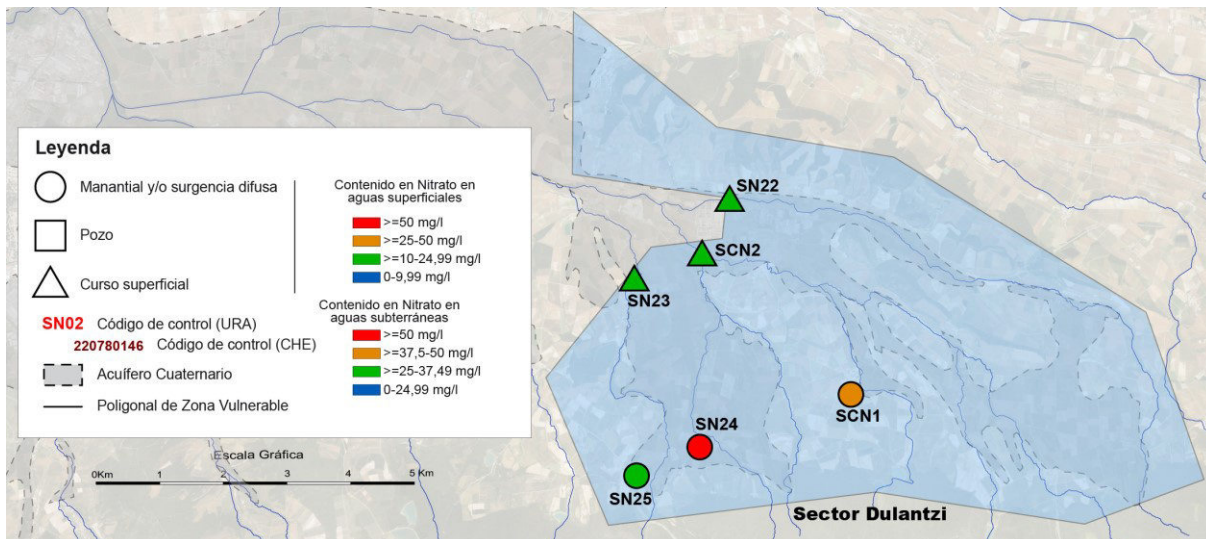 Leyenda
Manantial y/o surgencia difusa
Pozo
Curso superficial
SN02 Código de control (URA)
220780146 Código de control (CHE)
Acuífero Cuaternario
Poligonal de Zona Vulnerable
Contenido en Nitrato en
aguas superficiales
>=50 mg/l
>=25-50 mg/l
>=10-24,99 mg/l
0-9,99 mg/l
Contenido en Nitrato en
aguas subterráneas
>=50 mg/l
>=37,5-50 mg/l
>=25-37,49 mg/l
0-24,99 mg/l
Escala Gráfica
0Km 1 2 3 4 5 Km
SN22
SCN2
SN23
SCN1
SN24
SN25
Sector Dulantzi